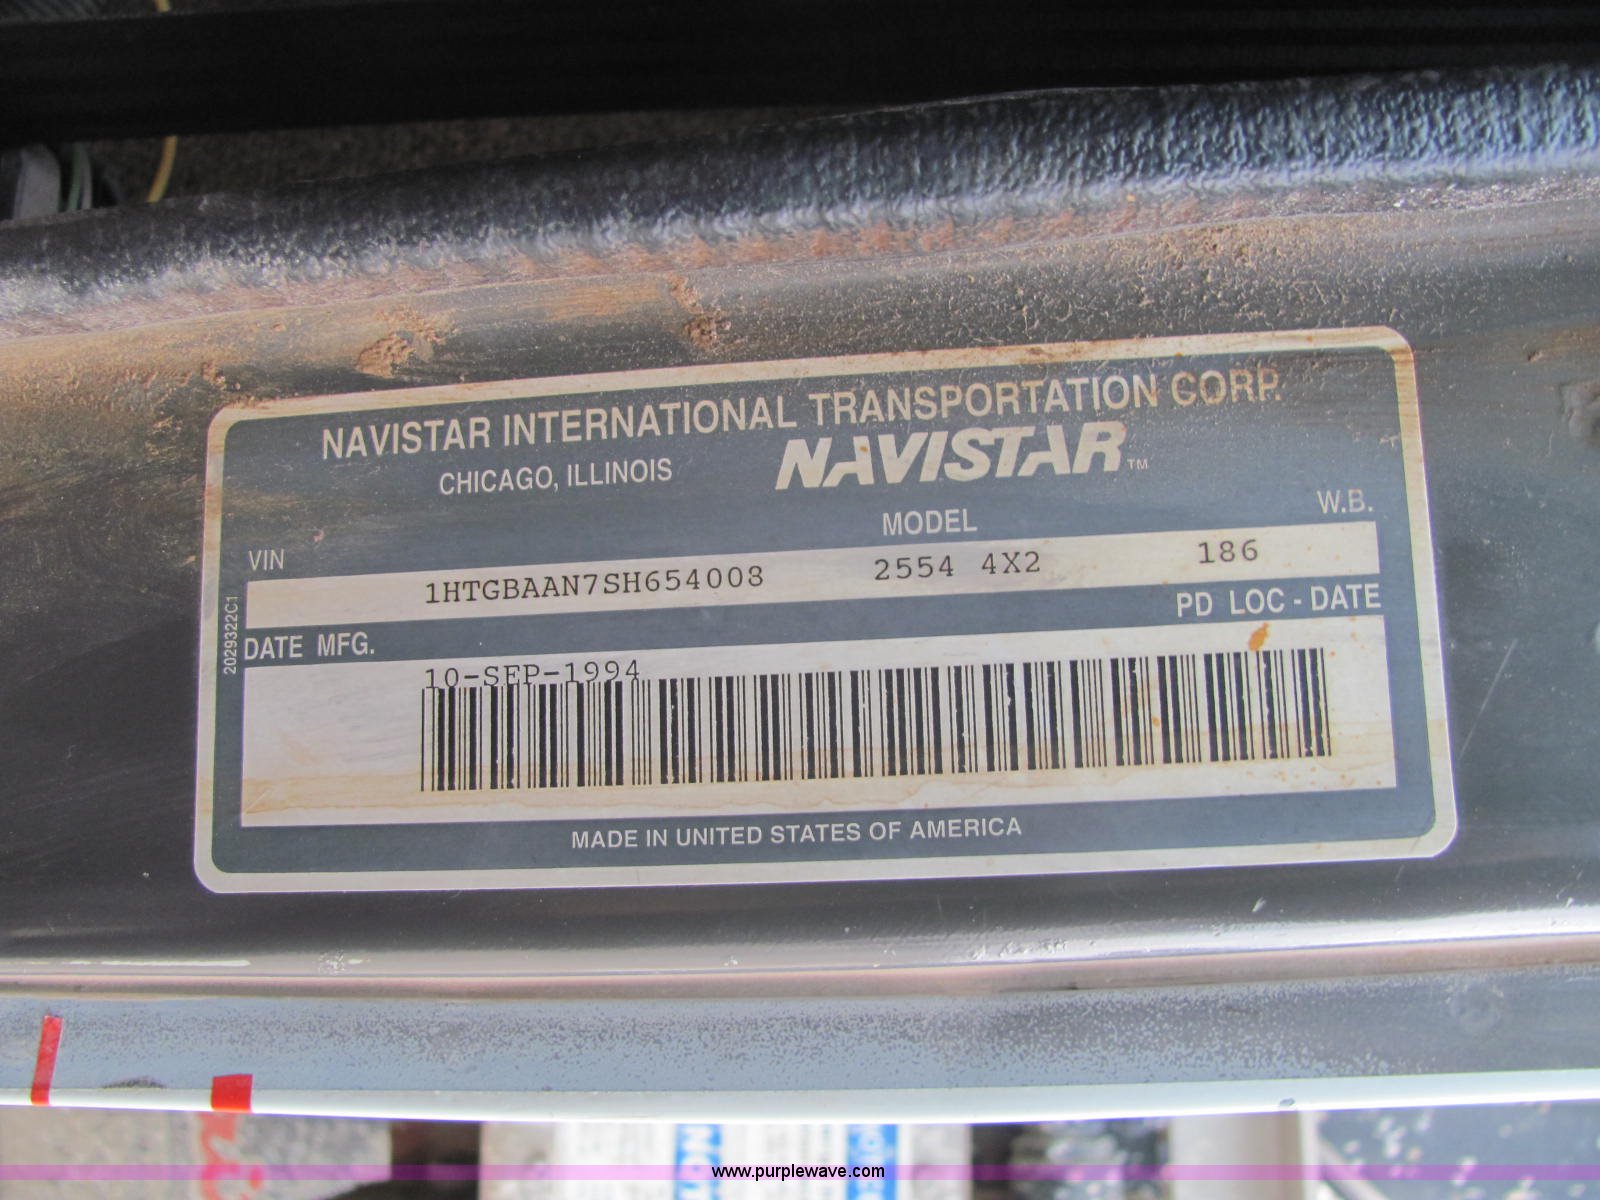 NAVISTAR INTERNATIONAL TRANSPORTATION CORP.
CHICAGO, ILLINOIS
NAVISTAR™
VIN
MODEL
W.B.
1HTGBAAN7SH654008
2554 4X2
186
2029322C1
DATE MFG.
PD LOC - DATE
10-SEP-1994
MADE IN UNITED STATES OF AMERICA
www.purplewave.com